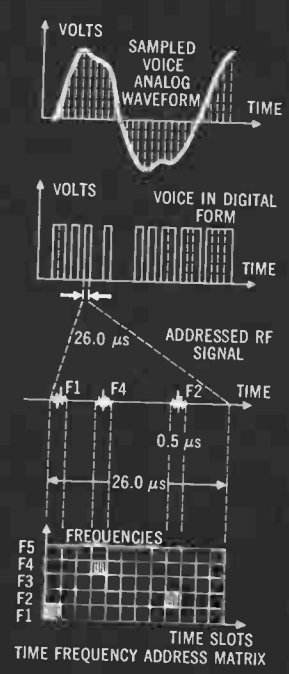 VOLTS
SAMPLED
VOICE
ANALOG
WAVEFORM
TIME
VOLTS
VOICE IN DIGITAL
FORM
TIME
26.0 μs
ADDRESSED RF
SIGNAL
F1
F4
F2
TIME
0.5 μs
26.0 μs
FREQUENCIES
F5
F4
F3
F2
F1
TIME SLOTS
TIME FREQUENCY ADDRESS MATRIX